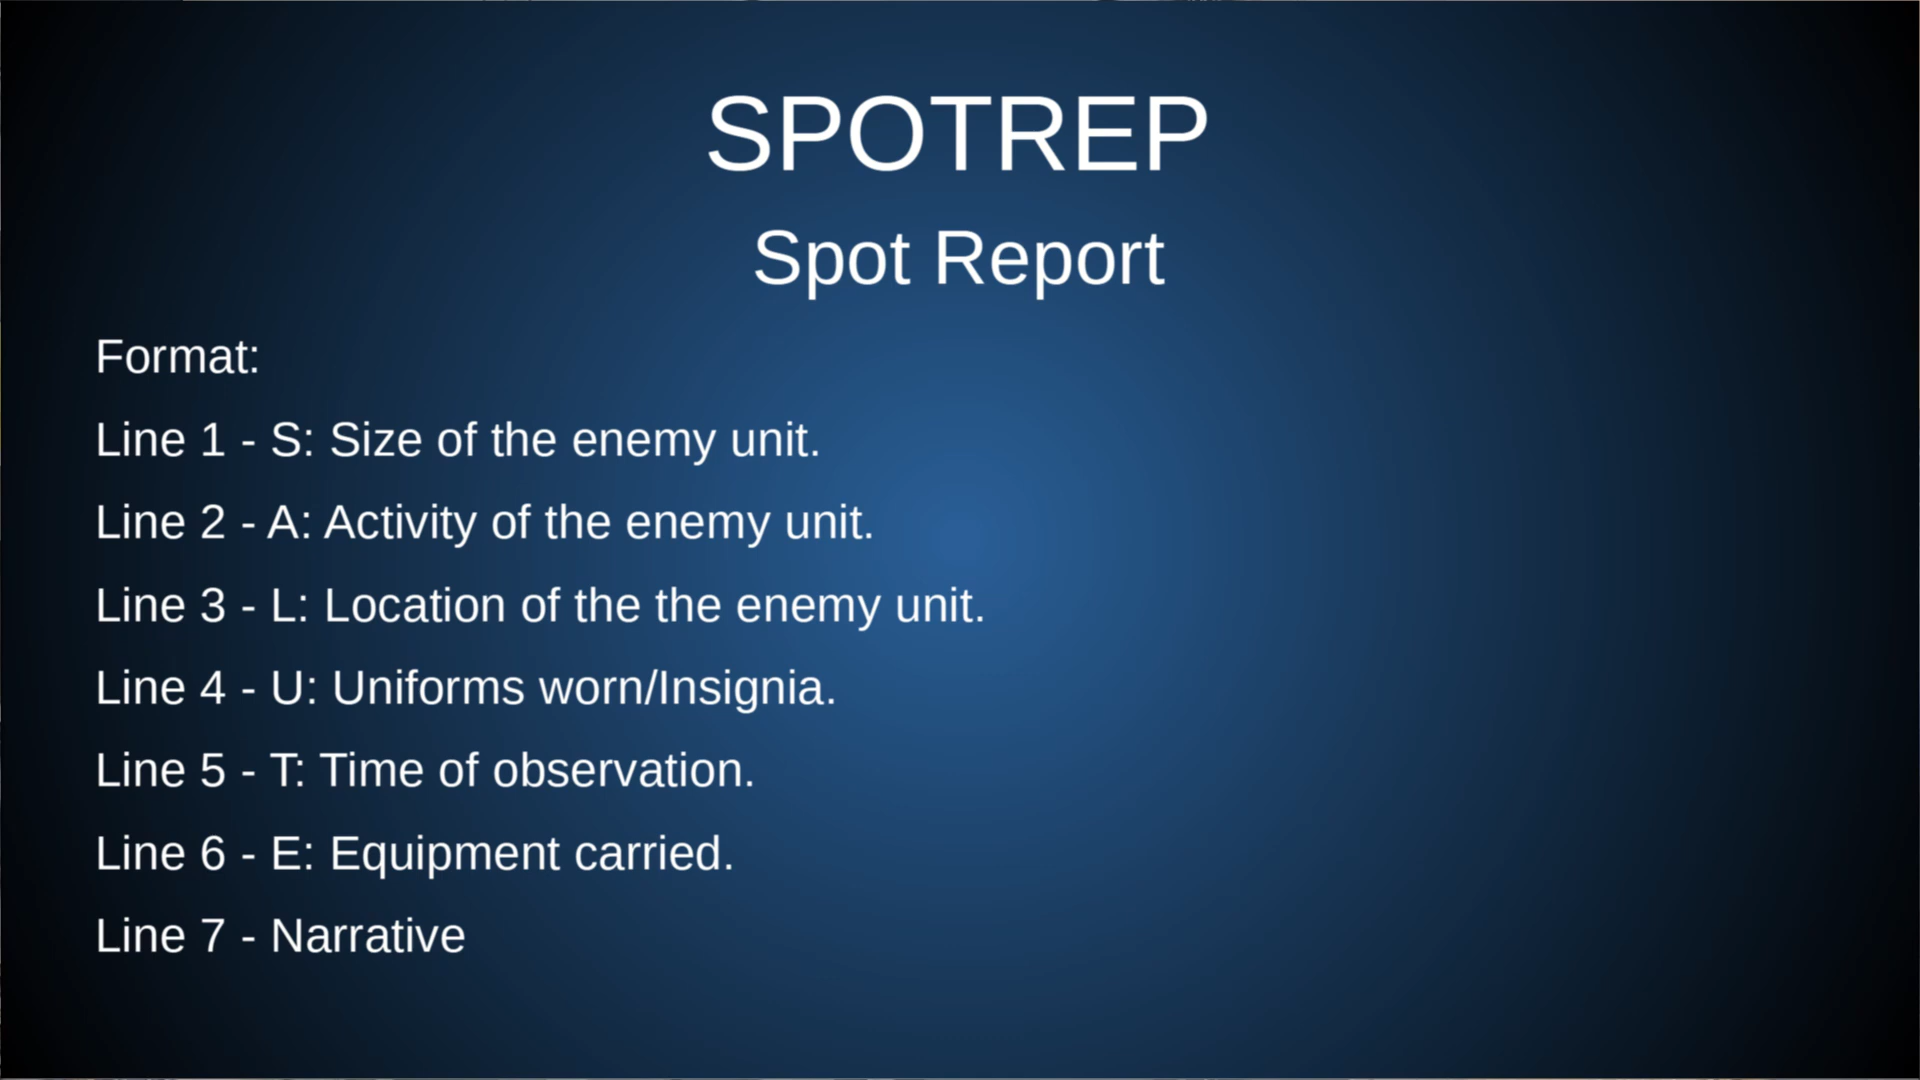 SPOTREP
Spot Report
Format:
Line 1 - S: Size of the enemy unit.
Line 2 - A: Activity of the enemy unit.
Line 3 - L: Location of the the enemy unit.
Line 4 - U: Uniforms worn/Insignia.
Line 5 - T: Time of observation.
Line 6 - E: Equipment carried.
Line 7 - Narrative